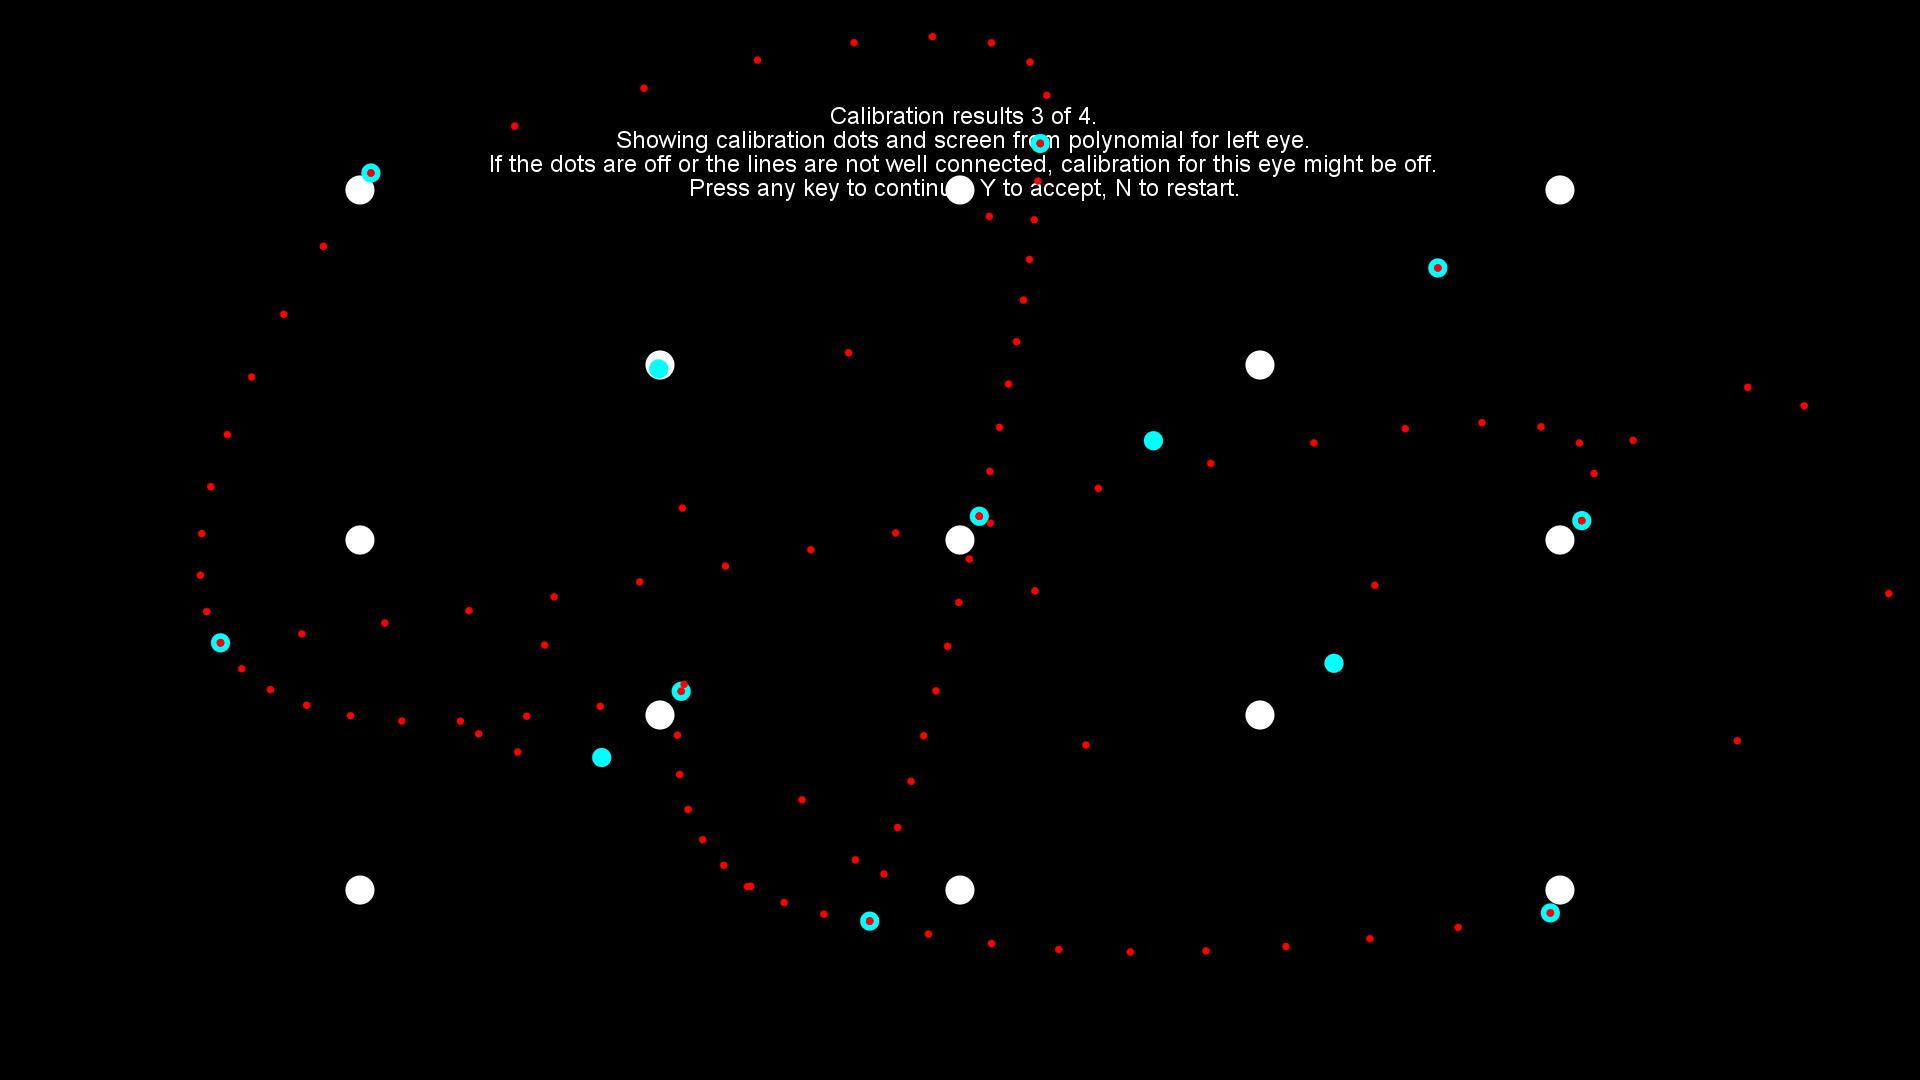 Calibration results 3 of 4.
Showing calibration dots and screen from polynomial for left eye.
If the dots are off or the lines are not well connected, calibration for this eye might be off.
Press any key to continue, Y to accept, N to restart.